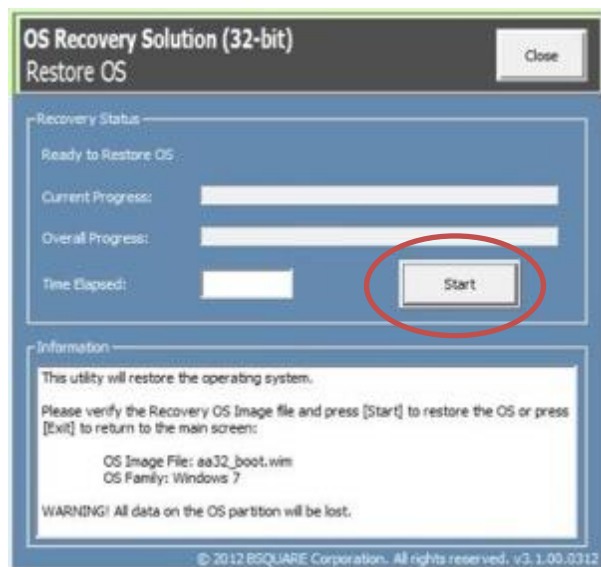 OS Recovery Solution (32-bit)
Restore OS
Close
Recovery Status
Ready to Restore OS
Current Progress:
Overall Progress:
Time Elapsed:
Start
Information
This utility will restore the operating system.
Please verify the Recovery OS Image file and press [Start] to restore the OS or press
[Exit] to return to the main screen:
OS Image File: aa32_boot.wim
OS Family: Windows 7
WARNING! All data on the OS partition will be lost.
© 2012 BSQUARE Corporation. All rights reserved. v3.1.00.0312